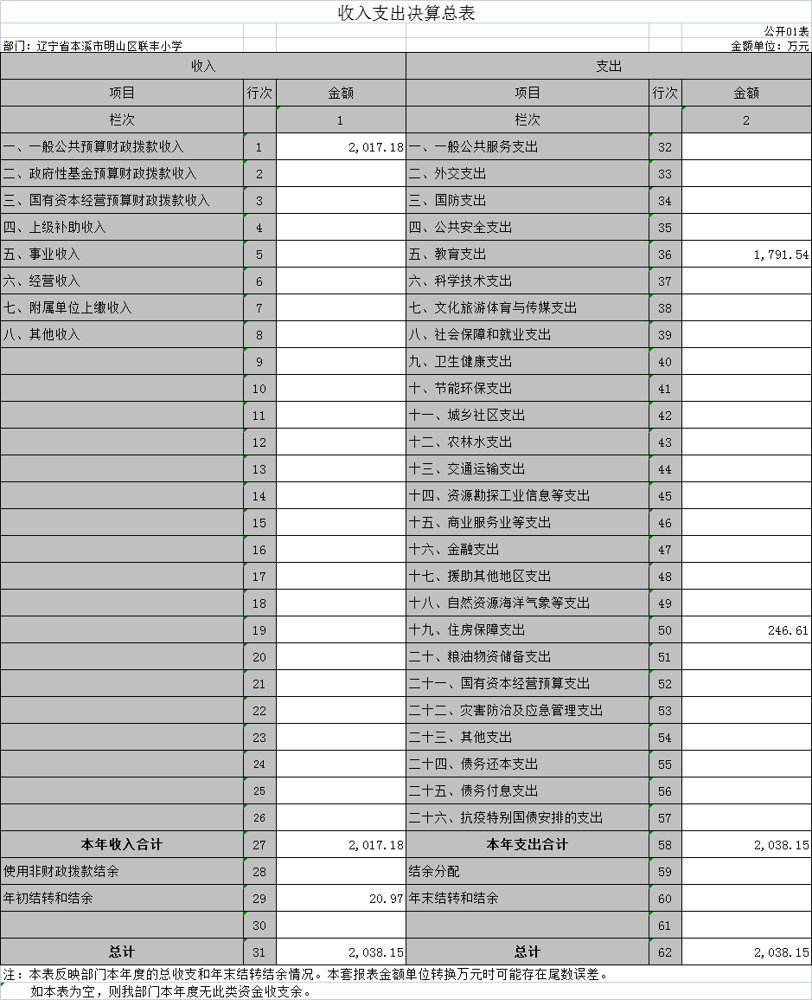 收入支出决算总表
公开01表
部门：辽宁省本溪市明山区联丰小学 金额单位：万元
收入 支出
项目 行次 金额 项目 行次 金额
栏次 1 栏次 2
一、一般公共预算财政拨款收入 1 2,017.18 一、一般公共服务支出 32
二、政府性基金预算财政拨款收入 2 二、外交支出 33
三、国有资本经营预算财政拨款收入 3 三、国防支出 34
四、上级补助收入 4 四、公共安全支出 35
五、事业收入 5 五、教育支出 36 1,791.54
六、经营收入 6 六、科学技术支出 37
七、附属单位上缴收入 7 七、文化旅游体育与传媒支出 38
八、其他收入 8 八、社会保障和就业支出 39
9 九、卫生健康支出 40
10 十、节能环保支出 41
11 十一、城乡社区支出 42
12 十二、农林水支出 43
13 十三、交通运输支出 44
14 十四、资源勘探工业信息等支出 45
15 十五、商业服务业等支出 46
16 十六、金融支出 47
17 十七、援助其他地区支出 48
18 十八、自然资源海洋气象等支出 49
19 十九、住房保障支出 50 246.61
20 二十、粮油物资储备支出 51
21 二十一、国有资本经营预算支出 52
22 二十二、灾害防治及应急管理支出 53
23 二十三、其他支出 54
24 二十四、债务还本支出 55
25 二十五、债务付息支出 56
26 二十六、抗疫特别国债安排的支出 57
本年收入合计 27 2,017.18 本年支出合计 58 2,038.15
使用非财政拨款结余 28 结余分配 59
年初结转和结余 29 20.97 年末结转和结余 60
30 61
总计 31 2,038.15 总计 62 2,038.15
注：本表反映部门本年度的总收支和年末结转结余情况。本套报表金额单位转换万元时可能存在尾数误差。
如本表为空，则我部门本年度无此类资金收支余。